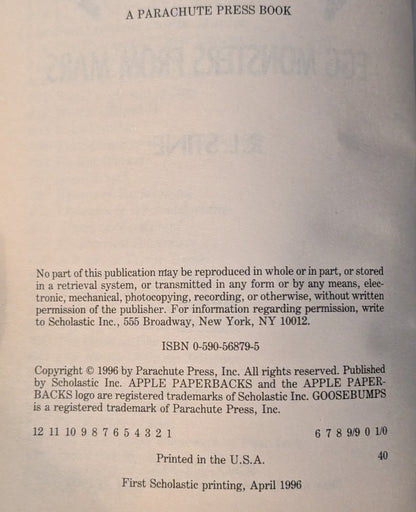 A PARACHUTE PRESS BOOK
EGG MONSTERS FROM MARS
R.L. STINE
No part of this publication may be reproduced in whole or in part, or stored
in a retrieval system, or transmitted in any form or by any means, elec-
tronic, mechanical, photocopying, recording, or otherwise, without written
permission of the publisher. For information regarding permission, write
to Scholastic Inc., 555 Broadway, New York, NY 10012.
ISBN 0-590-56879-5
Copyright © 1996 by Parachute Press, Inc. All rights reserved. Published
by Scholastic Inc. APPLE PAPERBACKS and the APPLE PAPER-
BACKS logo are registered trademarks of Scholastic Inc. GOOSEBUMPS
is a registered trademark of Parachute Press, Inc.
12 11 10 9 8 7 6 5 4 3 2 1 6 7 8 9/9 0 1/0
Printed in the U.S.A. 40
First Scholastic printing, April 1996